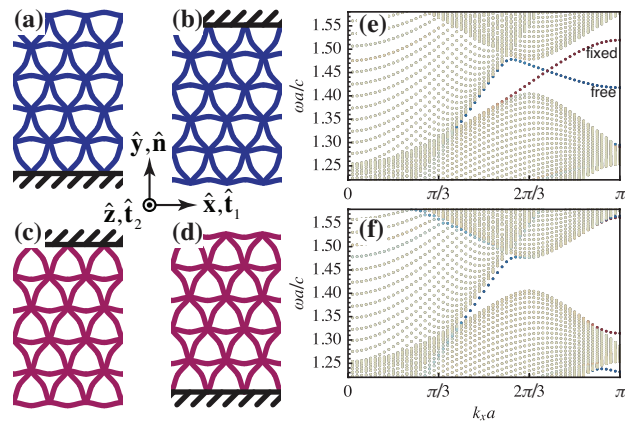 (a)
(b)
ŷ,n̂
ẑ,t̂₂
x̂,t̂₁
(c)
(d)
(e)
fixed
free
ωa/c
1.55
1.50
1.45
1.40
1.35
1.30
1.25
0
π/3
2π/3
π
(f)
ωa/c
1.55
1.50
1.45
1.40
1.35
1.30
1.25
0
π/3
2π/3
π
kₓa